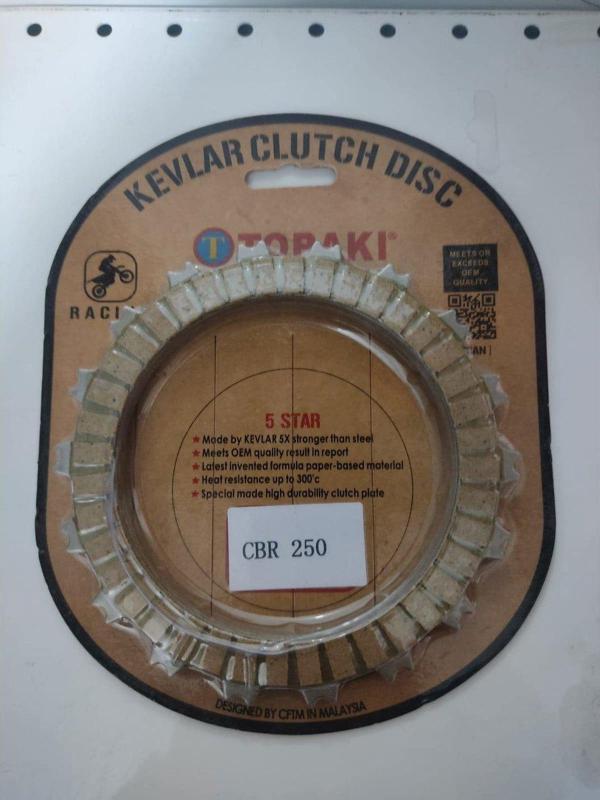 KEVLAR CLUTCH DISC
T TOPAKI®
RACI
MEETS OR
EXCEEDS
OEM
QUALITY
5 STAR
★ Made by KEVLAR 5X stronger than steel
★ Meets OEM quality result in report
★ Latest invented formula paper-based material
★ Heat resistance up to 300'c
★ Special made high durability clutch plate
CBR 250
DESIGNED BY CFTM IN MALAYSIA